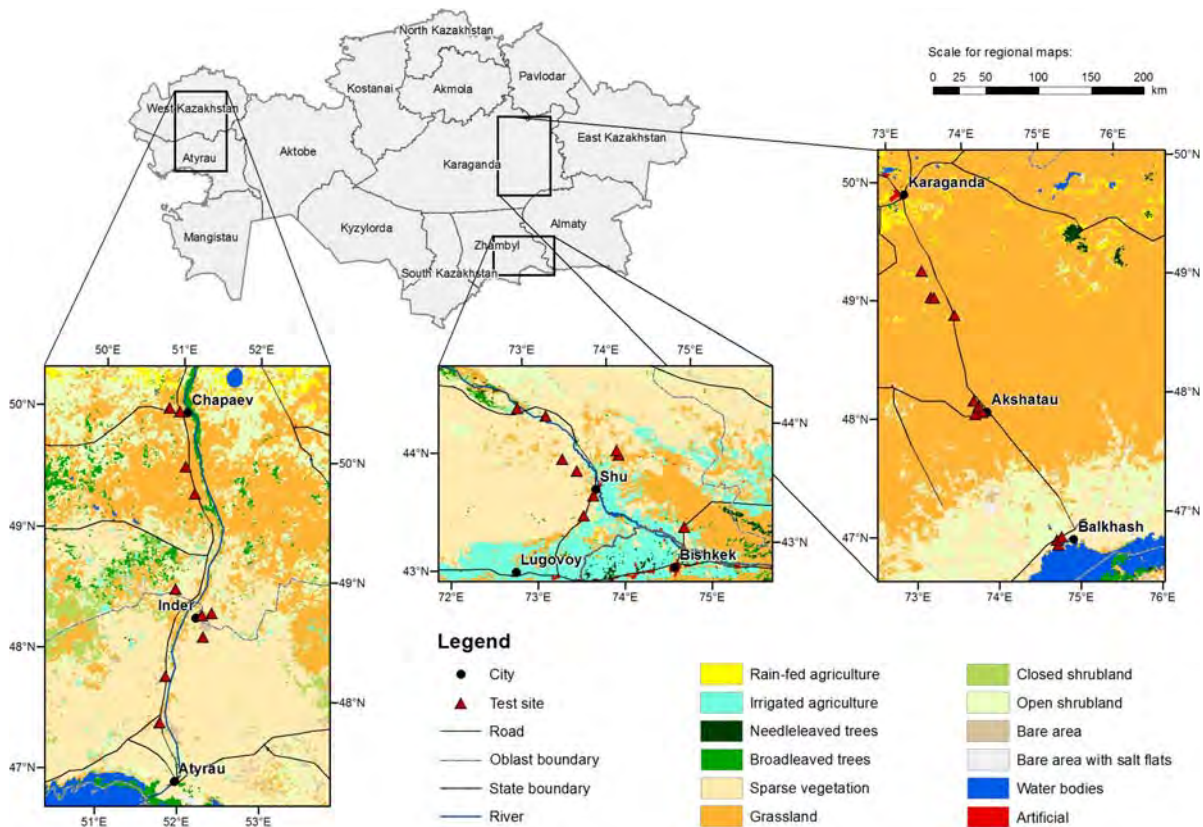 North Kazakhstan
Kostanai
Akmola
Pavlodar
West Kazakhstan
Atyrau
Aktobe
Karaganda
East Kazakhstan
Mangistau
Kyzylorda
South Kazakhstan
Zhambyl
Almaty
Scale for regional maps:
0 25 50 100 150 200
km
73°E 74°E 75°E 76°E
50°N
50°N
Karaganda
49°N
49°N
48°N
Akshatau
48°N
47°N
Balkhash
47°N
73°E 74°E 75°E 76°E
50°E 51°E 52°E
50°N
Chapaev
50°N
49°N
49°N
Inder
48°N
48°N
47°N
Atyrau
51°E 52°E 53°E
73°E 74°E 75°E
44°N
44°N
Shu
43°N
43°N
Lugovoy
Bishkek
72°E 73°E 74°E 75°E
Legend
City
Test site
Road
Oblast boundary
State boundary
River
Rain-fed agriculture
Irrigated agriculture
Needleleaved trees
Broadleaved trees
Sparse vegetation
Grassland
Closed shrubland
Open shrubland
Bare area
Bare area with salt flats
Water bodies
Artificial